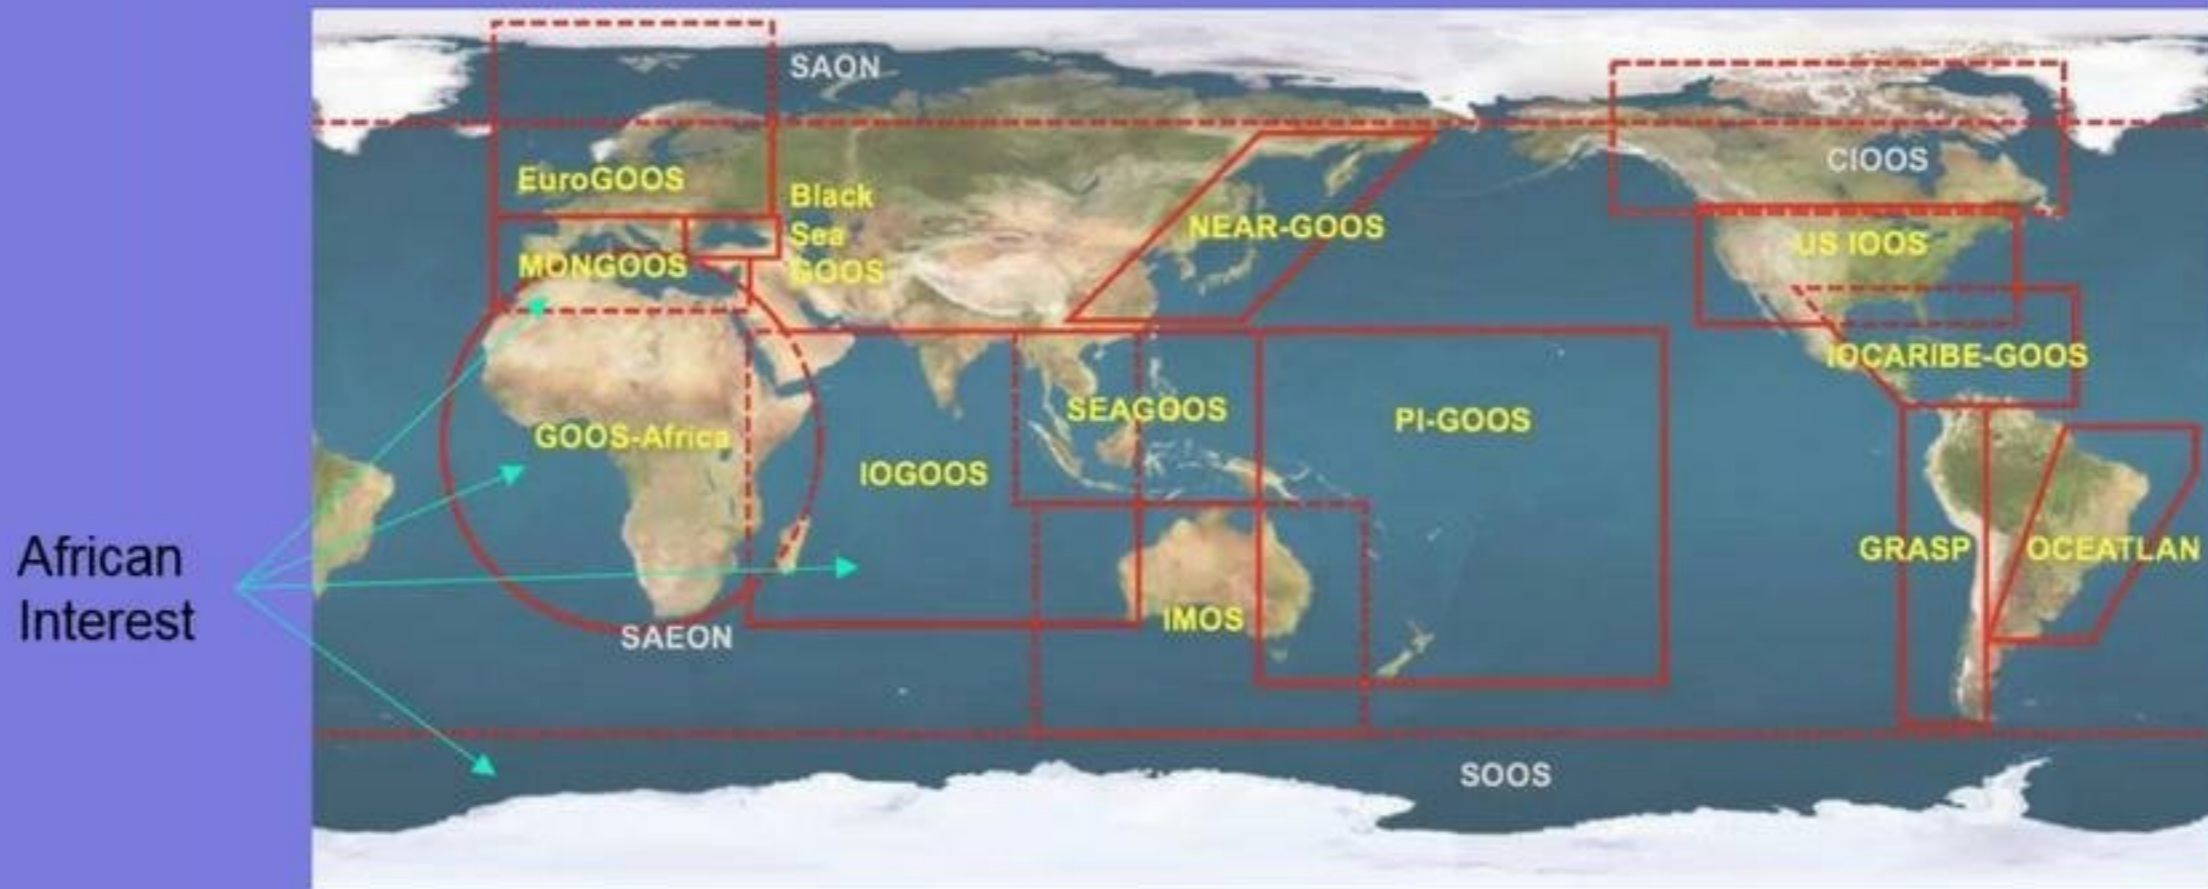 SAON
CIOOS
EuroGOOS
Black
Sea
GOOS
NEAR-GOOS
US IOOS
MONGOOS
IOCARIBE-GOOS
SEAGOOS
PI-GOOS
GOOS-Africa
IOGOOS
African
Interest
GRASP
OCEATLAN
IMOS
SAEON
SOOS